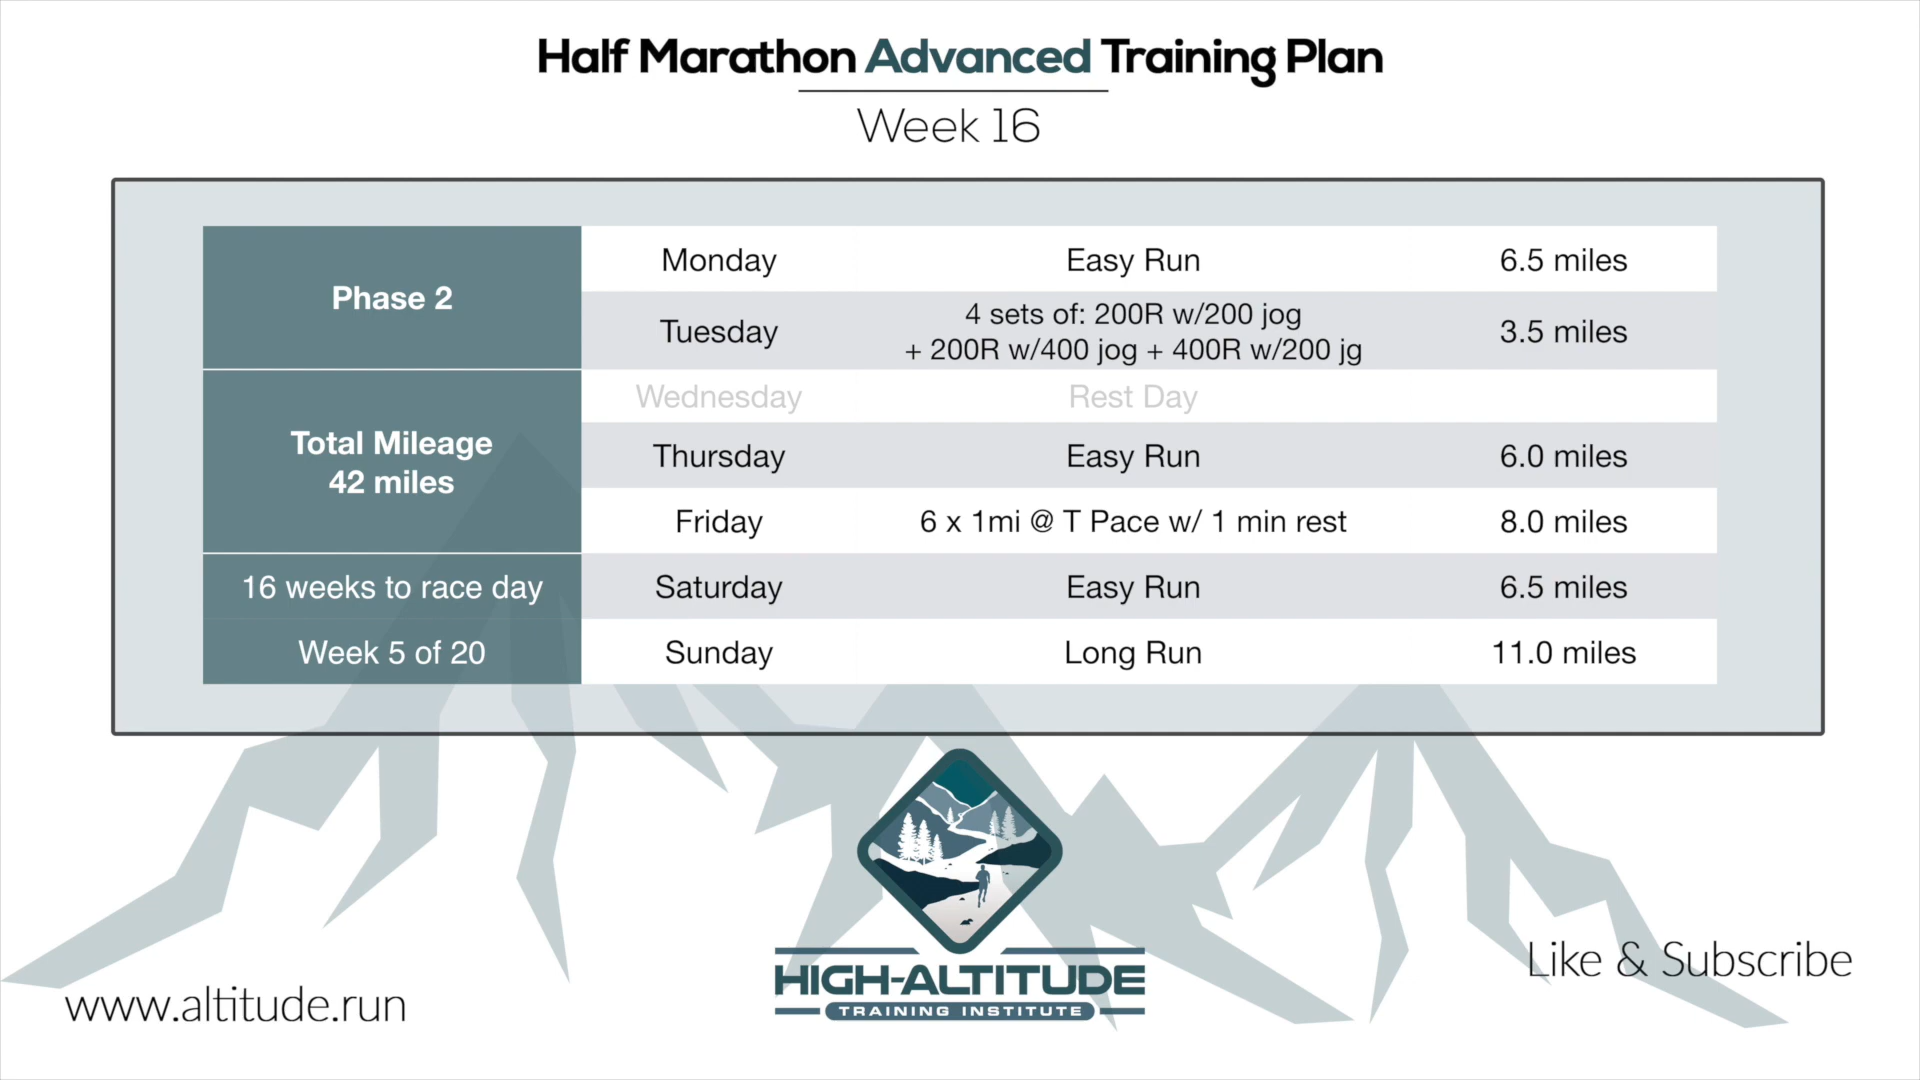 Half Marathon Advanced Training Plan
Week 16
Phase 2
Total Mileage
42 miles
16 weeks to race day
Week 5 of 20
Monday Easy Run 6.5 miles
Tuesday 4 sets of: 200R w/200 jog
+ 200R w/400 jog + 400R w/200 jg 3.5 miles
Wednesday Rest Day
Thursday Easy Run 6.0 miles
Friday 6 x 1mi @ T Pace w/ 1 min rest 8.0 miles
Saturday Easy Run 6.5 miles
Sunday Long Run 11.0 miles
HIGH-ALTITUDE
TRAINING INSTITUTE
www.altitude.run
Like & Subscribe